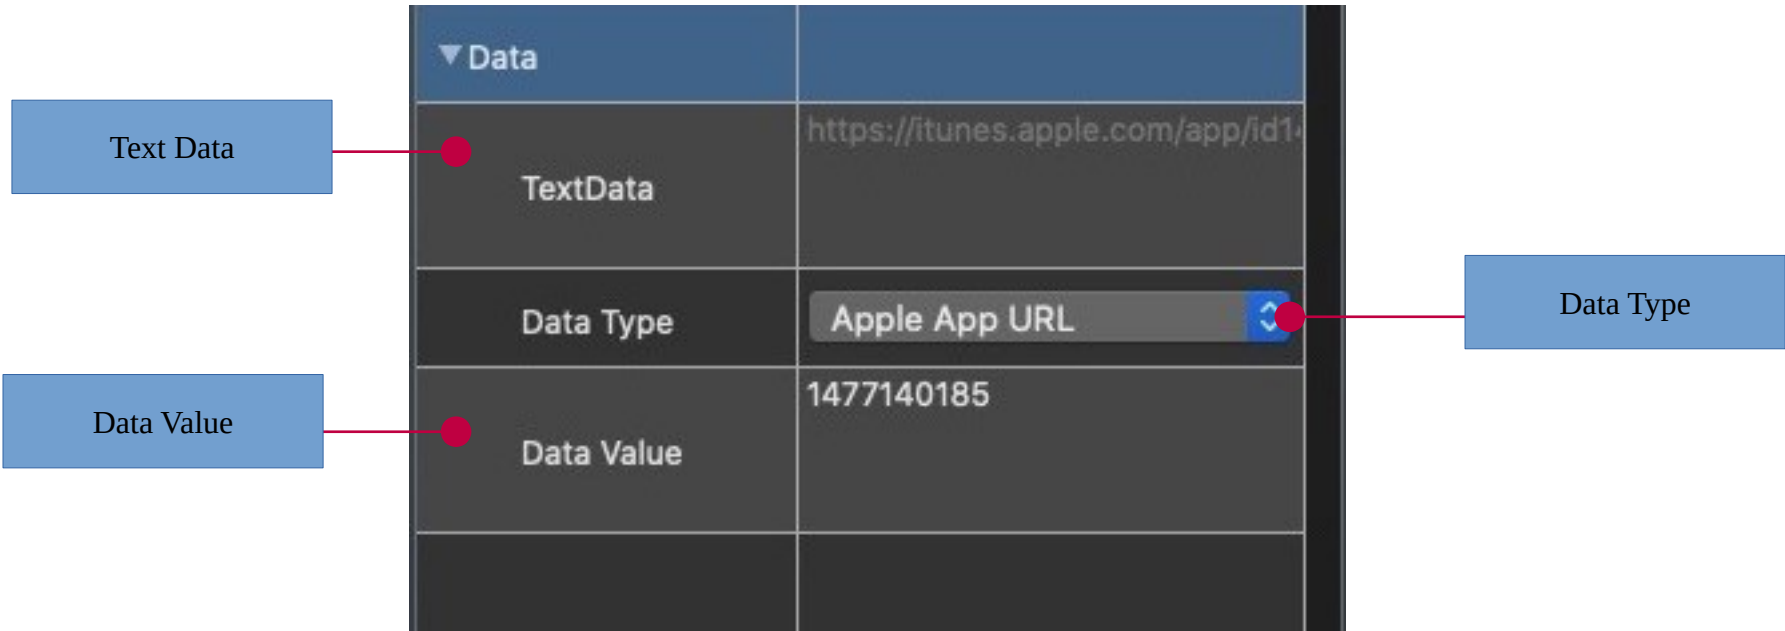 Data
Text Data
https://itunes.apple.com/app/id1
TextData
Data Type
Apple App URL
Data Type
Data Value
1477140185
Data Value